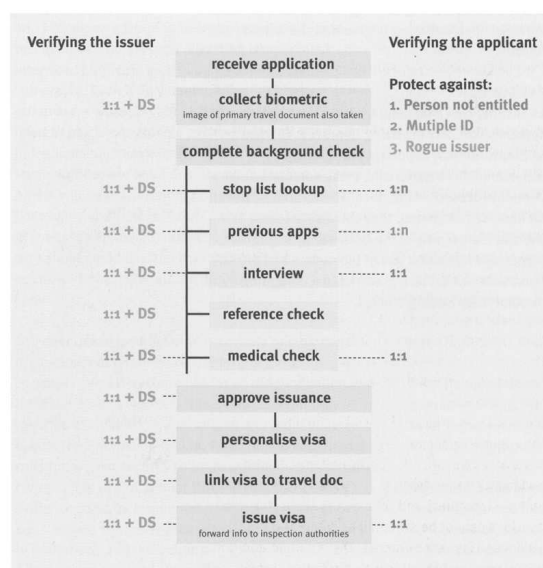 Verifying the issuer
Verifying the applicant
receive application
Protect against:
1. Person not entitled
2. Mutiple ID
3. Rogue issuer
1:1 + DS
collect biometric
image of primary travel document also taken
complete background check
1:1 + DS stop list lookup 1:n
1:1 + DS previous apps 1:n
1:1 + DS interview 1:1
1:1 + DS reference check
1:1 + DS medical check 1:1
1:1 + DS approve issuance
1:1 + DS personalise visa
1:1 + DS link visa to travel doc
1:1 + DS issue visa 1:1
forward info to inspection authorities